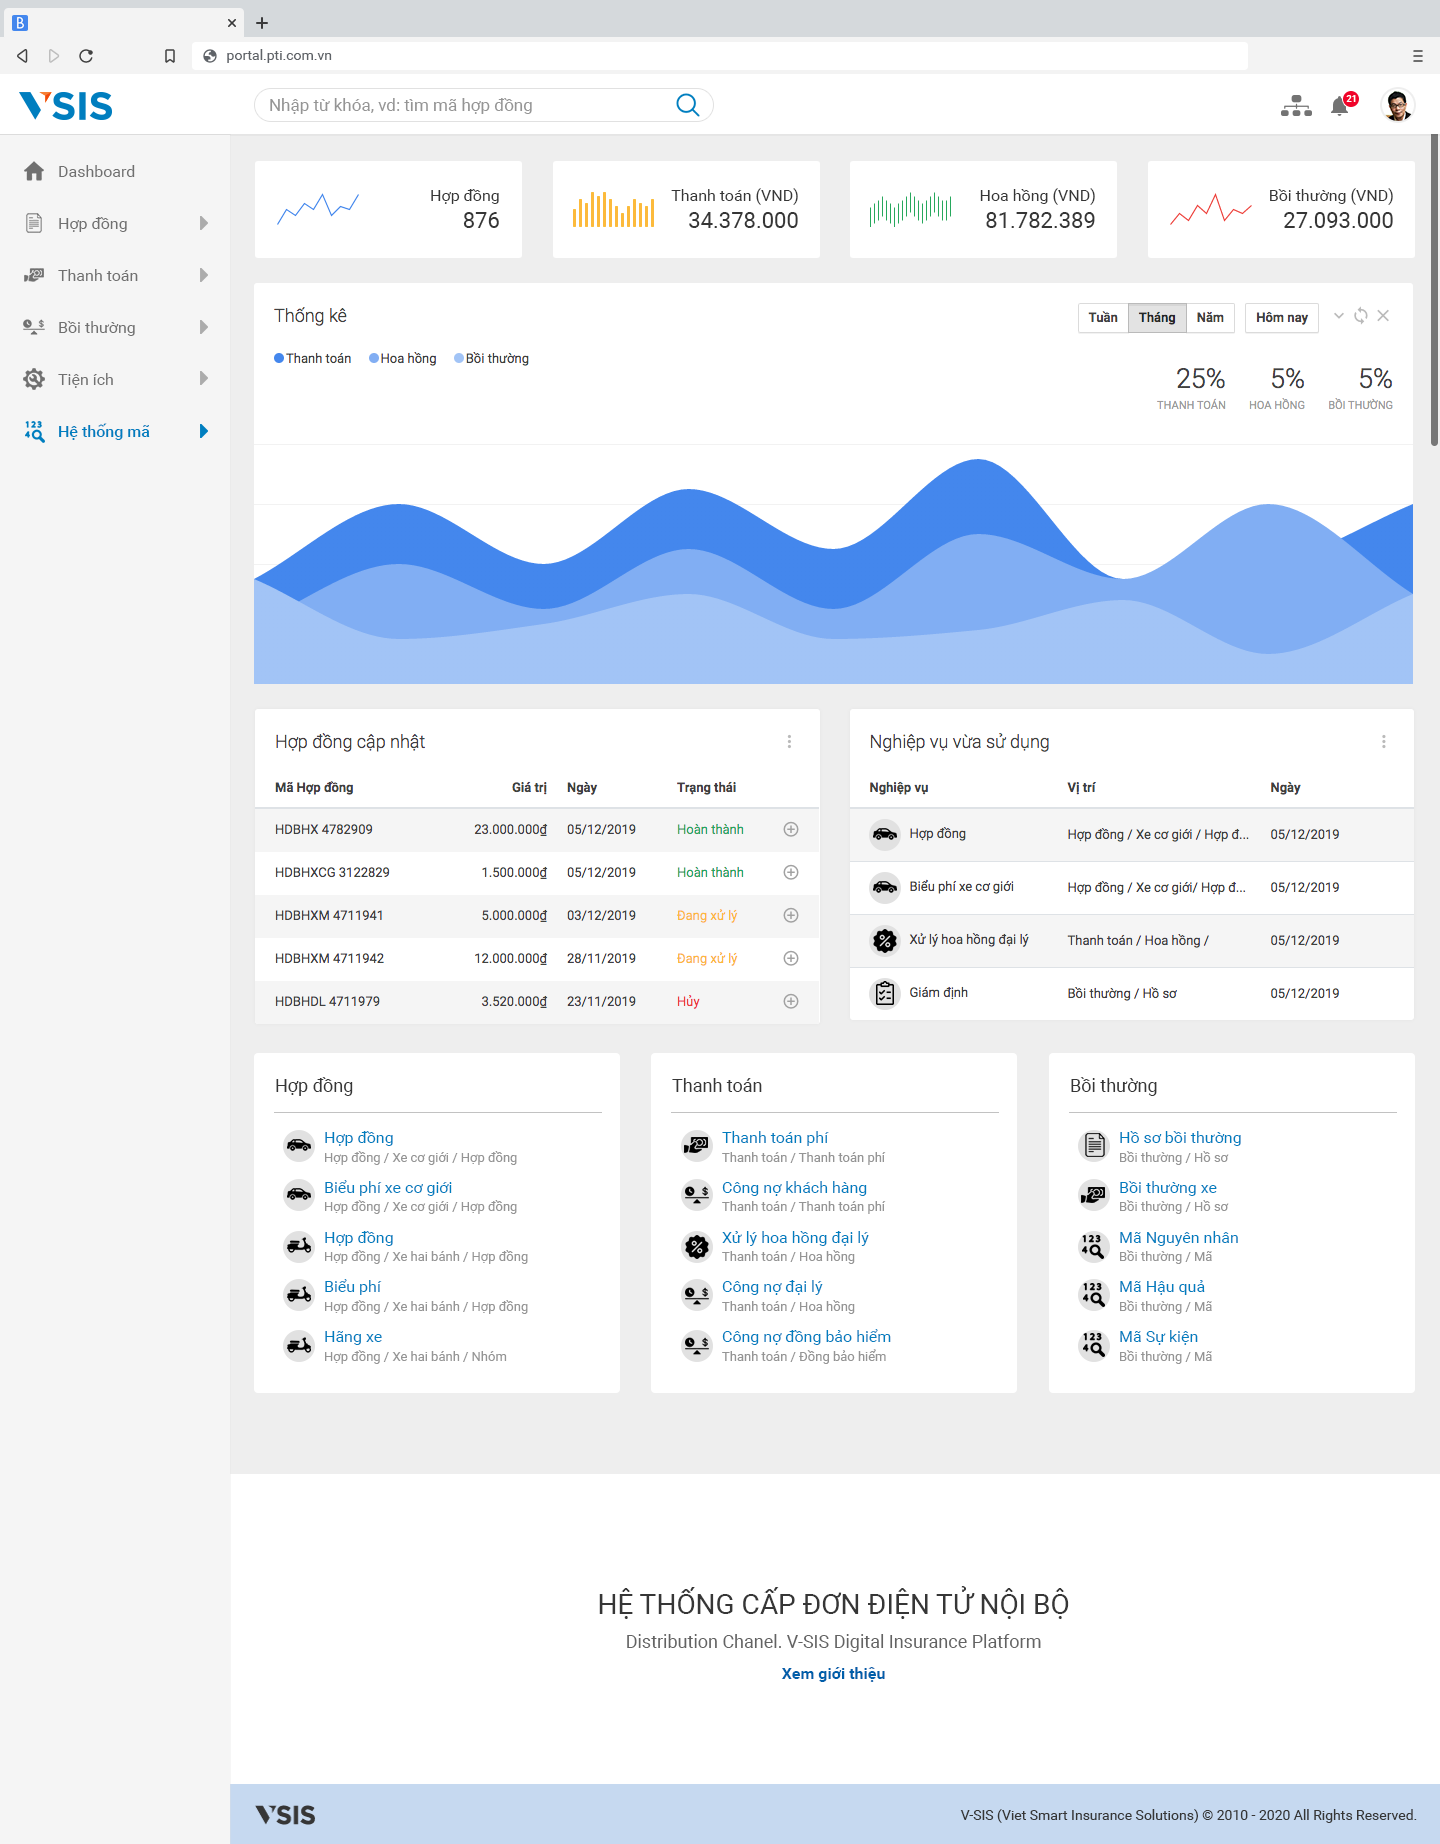 portal.pti.com.vn
VSIS
Nhập từ khóa, vd: tìm mã hợp đồng
21
Dashboard
Hợp đồng
Thanh toán
Bồi thường
Tiện ích
Hệ thống mã
Hợp đồng
876
Thanh toán (VND)
34.378.000
Hoa hồng (VND)
81.782.389
Bồi thường (VND)
27.093.000
Thống kê
Tuần Tháng Năm Hôm nay
Thanh toán Hoa hồng Bồi thường
25% 5% 5%
THANH TOÁN HOA HỒNG BỒI THƯỜNG
Hợp đồng cập nhật
Mã Hợp đồng Giá trị Ngày Trạng thái
HDBHX 4782909 23.000.000₫ 05/12/2019 Hoàn thành
HDBHXCG 3122829 1.500.000₫ 05/12/2019 Hoàn thành
HDBHXM 4711941 5.000.000₫ 03/12/2019 Đang xử lý
HDBHXM 4711942 12.000.000₫ 28/11/2019 Đang xử lý
HDBHDL 4711979 3.520.000₫ 23/11/2019 Hủy
Nghiệp vụ vừa sử dụng
Nghiệp vụ Vị trí Ngày
Hợp đồng Hợp đồng / Xe cơ giới / Hợp đ... 05/12/2019
Biểu phí xe cơ giới Hợp đồng / Xe cơ giới/ Hợp đ... 05/12/2019
Xử lý hoa hồng đại lý Thanh toán / Hoa hồng / 05/12/2019
Giám định Bồi thường / Hồ sơ 05/12/2019
Hợp đồng
Hợp đồng
Hợp đồng / Xe cơ giới / Hợp đồng
Biểu phí xe cơ giới
Hợp đồng / Xe cơ giới / Hợp đồng
Hợp đồng
Hợp đồng / Xe hai bánh / Hợp đồng
Biểu phí
Hợp đồng / Xe hai bánh / Hợp đồng
Hãng xe
Hợp đồng / Xe hai bánh / Nhóm
Thanh toán
Thanh toán phí
Thanh toán / Thanh toán phí
Công nợ khách hàng
Thanh toán / Thanh toán phí
Xử lý hoa hồng đại lý
Thanh toán / Hoa hồng
Công nợ đại lý
Thanh toán / Hoa hồng
Công nợ đồng bảo hiểm
Thanh toán / Đồng bảo hiểm
Bồi thường
Hồ sơ bồi thường
Bồi thường / Hồ sơ
Bồi thường xe
Bồi thường / Hồ sơ
Mã Nguyên nhân
Bồi thường / Mã
Mã Hậu quả
Bồi thường / Mã
Mã Sự kiện
Bồi thường / Mã
HỆ THỐNG CẤP ĐƠN ĐIỆN TỬ NỘI BỘ
Distribution Chanel. V-SIS Digital Insurance Platform
Xem giới thiệu
VSIS
V-SIS (Viet Smart Insurance Solutions) © 2010 - 2020 All Rights Reserved.